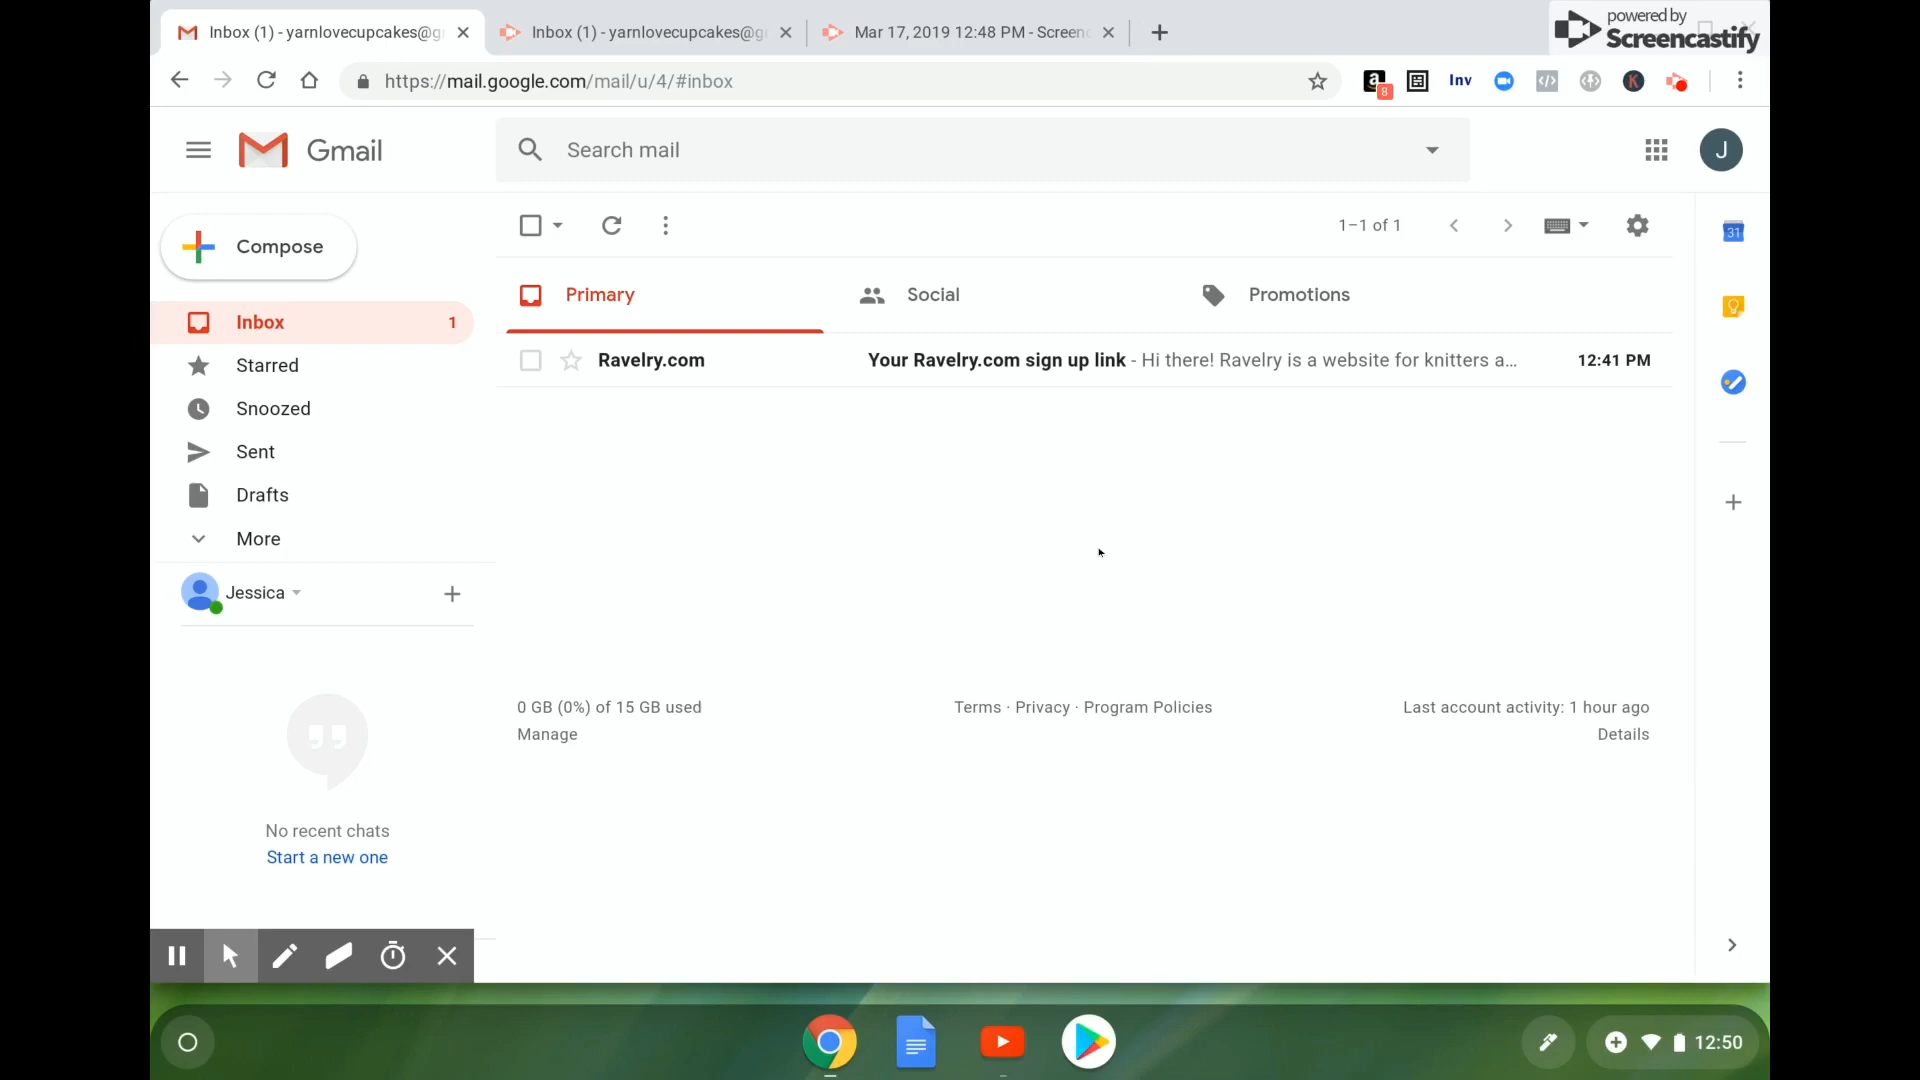 Inbox (1) - yarnlovecupcakes@g
Inbox (1) - yarnlovecupcakes@g
Mar 17, 2019 12:48 PM - Screen
powered by
Screencastify
https://mail.google.com/mail/u/4/#inbox
a
8
Inv
K
Gmail
Search mail
J
Compose
1–1 of 1
31
Primary
Social
Promotions
Inbox
1
Starred
Snoozed
Sent
Drafts
More
Ravelry.com
Your Ravelry.com sign up link - Hi there! Ravelry is a website for knitters a...
12:41 PM
Jessica
0 GB (0%) of 15 GB used
Manage
Terms · Privacy · Program Policies
Last account activity: 1 hour ago
Details
No recent chats
Start a new one
12:50